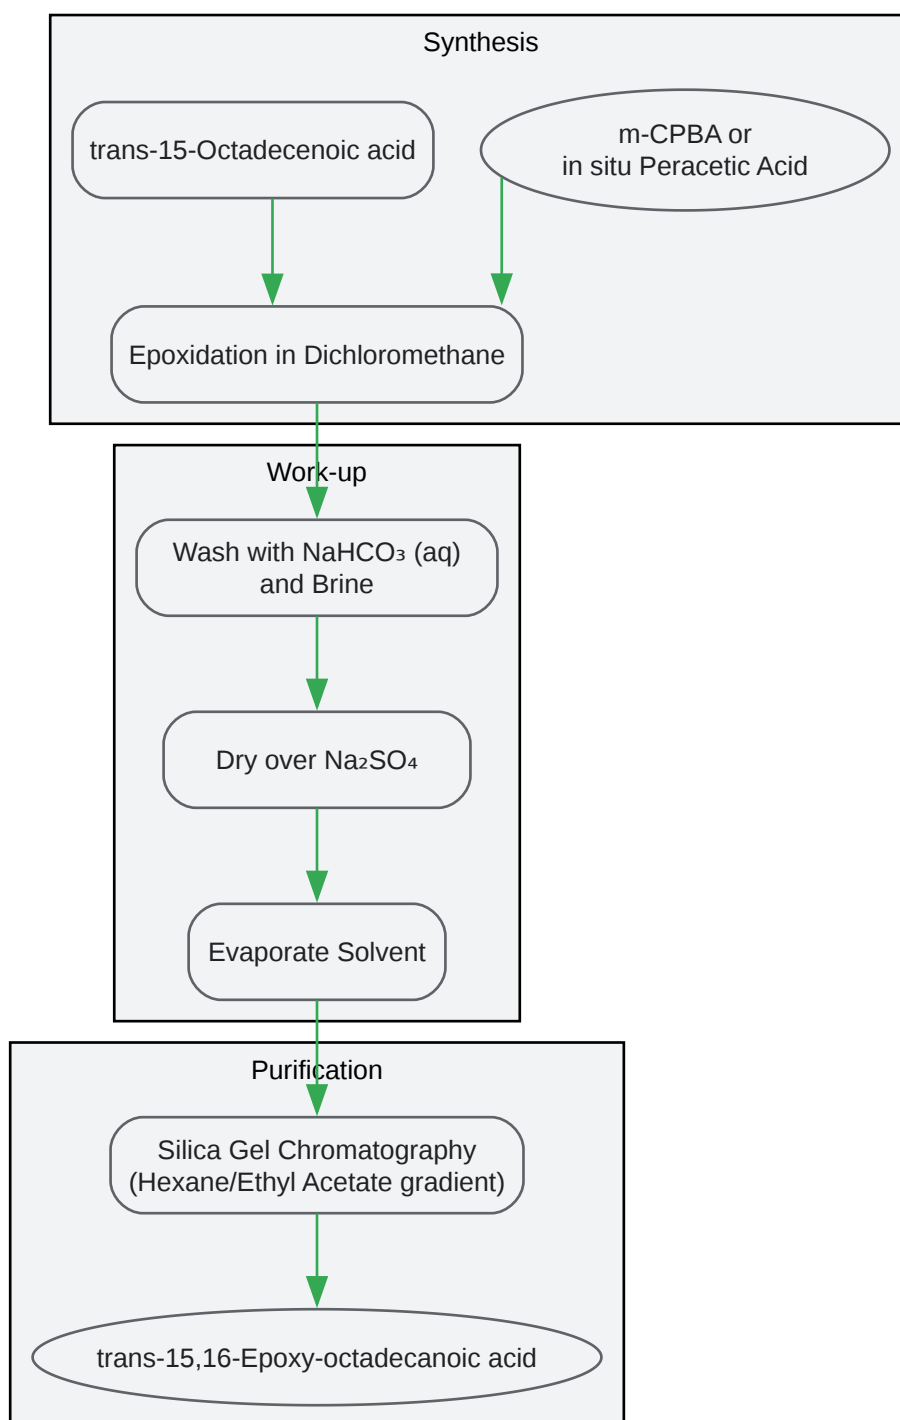 Synthesis
trans-15-Octadecenoic acid
m-CPBA or
in situ Peracetic Acid
Epoxidation in Dichloromethane
Work-up
Wash with NaHCO₃ (aq)
and Brine
Dry over Na₂SO₄
Evaporate Solvent
Purification
Silica Gel Chromatography
(Hexane/Ethyl Acetate gradient)
trans-15,16-Epoxy-octadecanoic acid